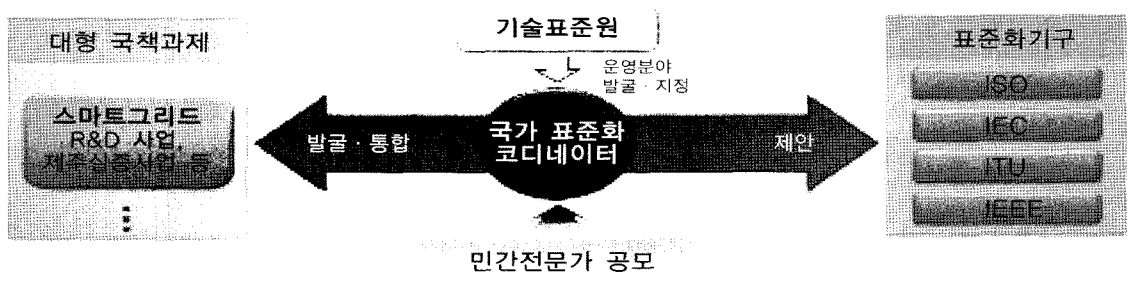 대형 국책과제
스마트그리드
R&D 사업,
제주실증사업 등
발굴 · 통합
기술표준원
운영분야
발굴 · 지정
국가 표준화
코디네이터
민간전문가 공모
제안
표준화기구
ISO
IEC
ITU
IEEE